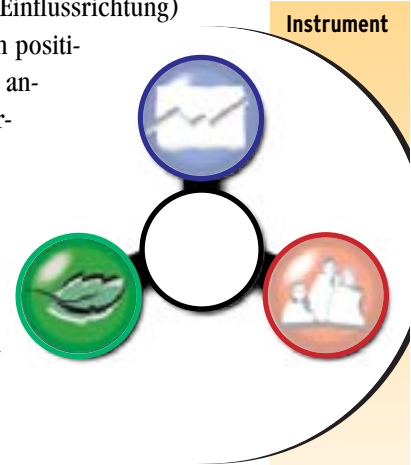 Einflussrichtung)
n positi-
an-
r-
Instrument